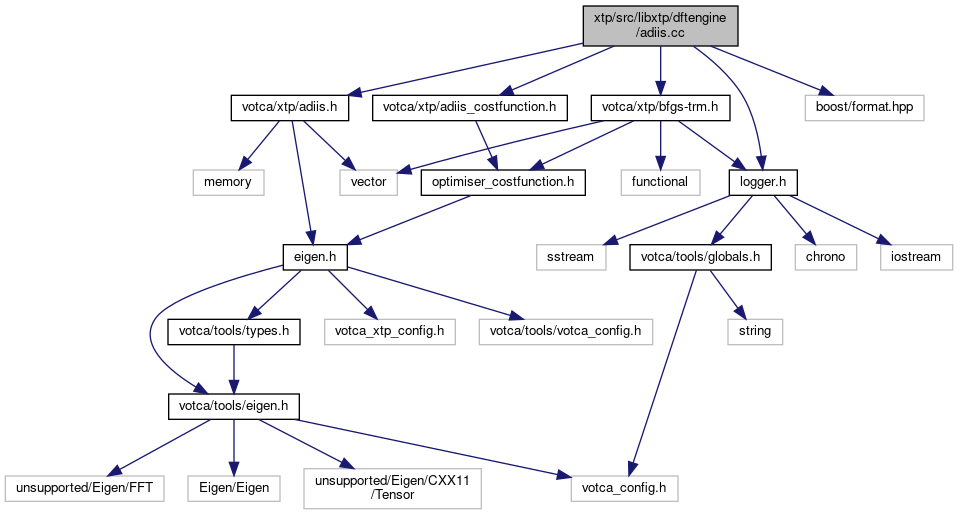 xtp/src/libxtp/dftengine
/adiis.cc
votca/xtp/adiis.h
votca/xtp/adiis_costfunction.h
votca/xtp/bfgs-trm.h
boost/format.hpp
memory
vector
optimiser_costfunction.h
functional
logger.h
eigen.h
sstream
votca/tools/globals.h
chrono
iostream
votca/tools/types.h
votca_xtp_config.h
votca/tools/votca_config.h
string
votca/tools/eigen.h
unsupported/Eigen/FFT
Eigen/Eigen
unsupported/Eigen/CXX11
/Tensor
votca_config.h